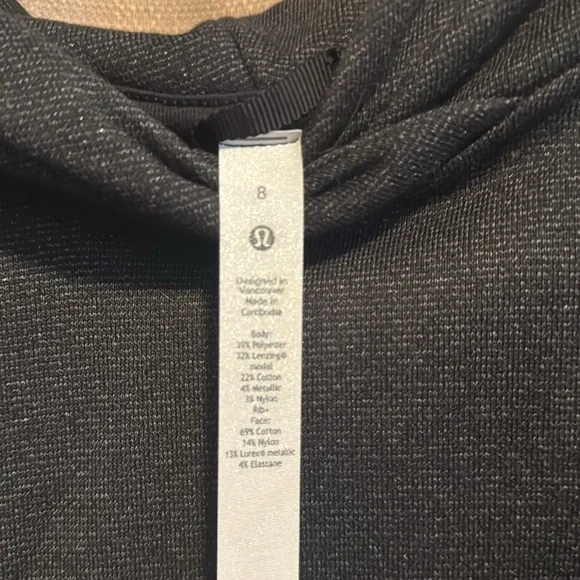 8
Designed in
Vancouver
Made in
Cambodia
Body:
39% Polyester
32% Lenzing®
modal
22% Cotton
4% Metallic
3% Nylon
Rib+
Face:
69% Cotton
14% Nylon
13% Lurex® metallic
4% Elastane